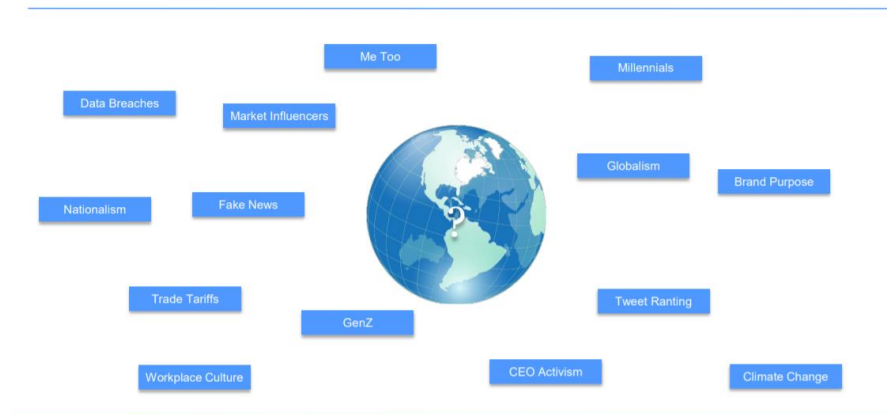 Me Too
Millennials
Data Breaches
Market Influencers
Globalism
Brand Purpose
Nationalism
Fake News
?
Trade Tariffs
Tweet Ranting
GenZ
CEO Activism
Workplace Culture
Climate Change